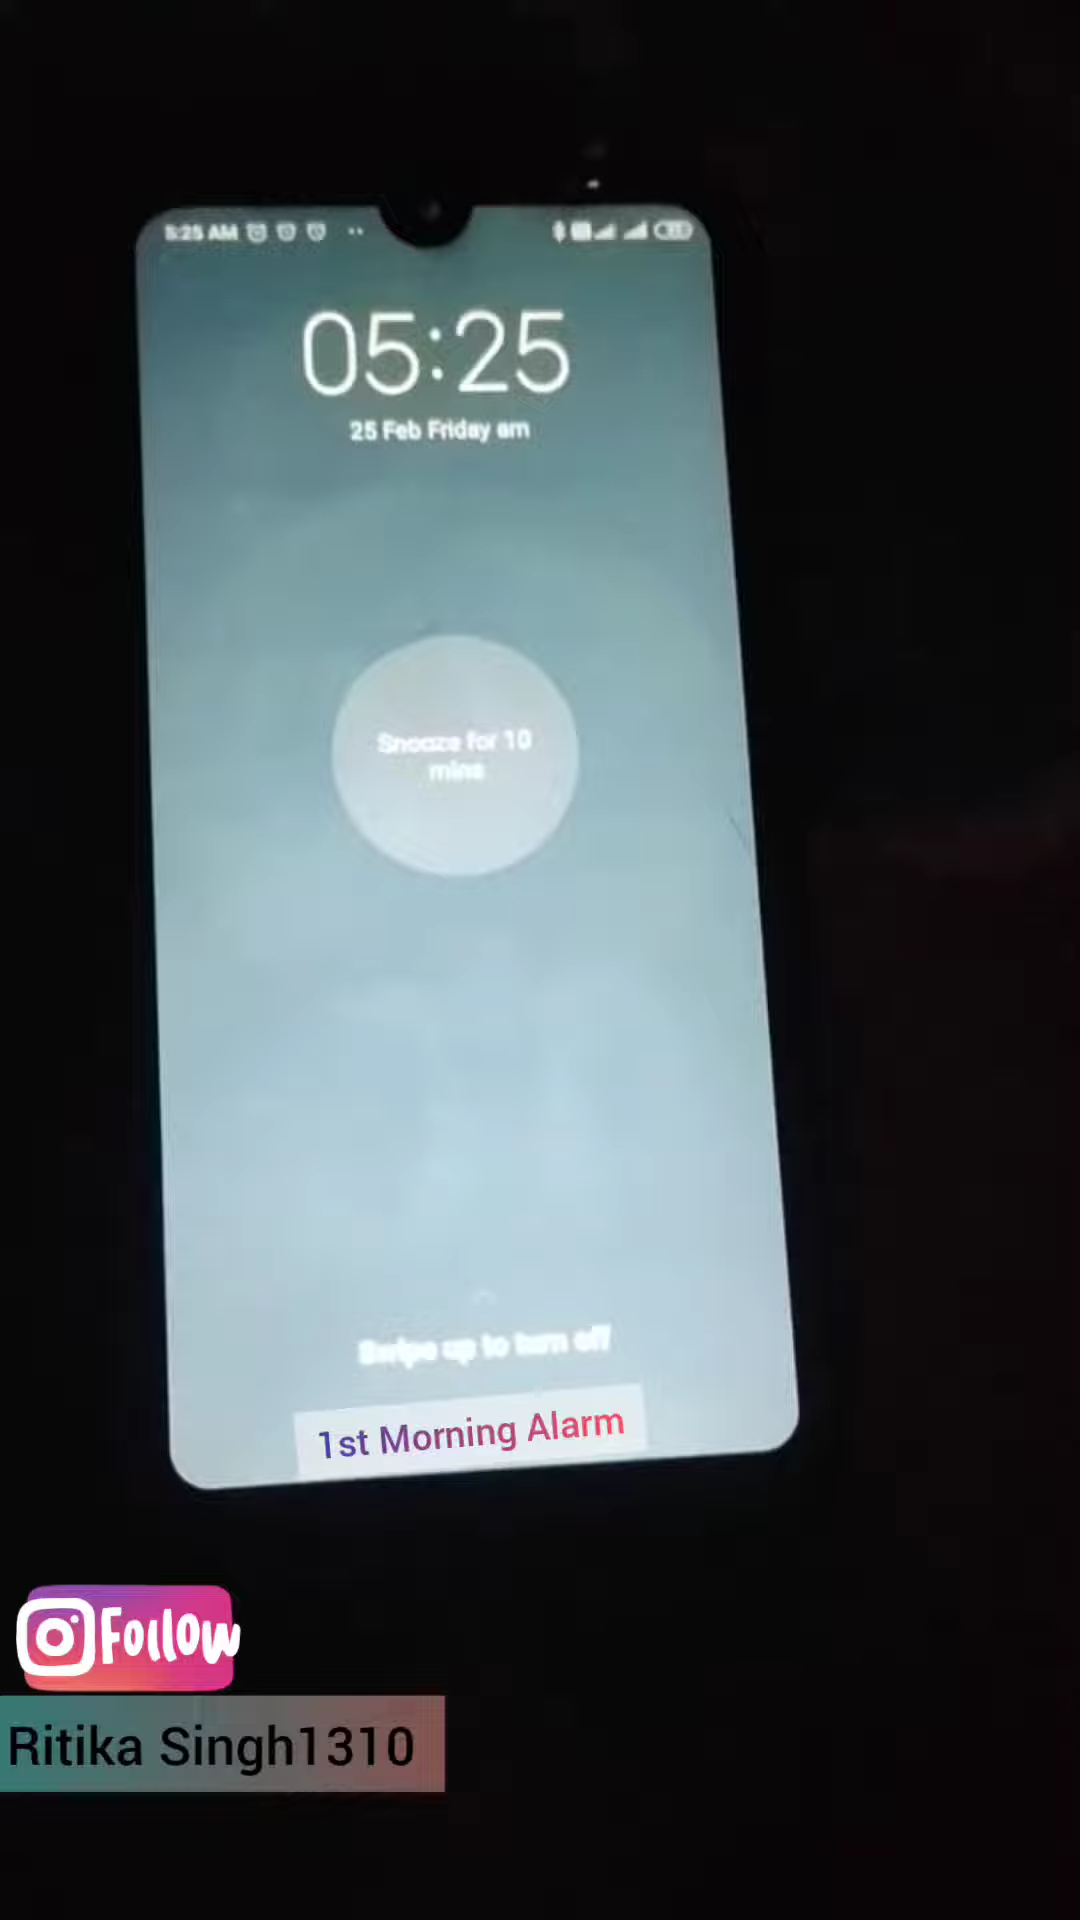 5:25 AM
05:25
25 Feb Friday am
Snooze for 10
mins
Swipe up to turn off
1st Morning Alarm
Follow
Ritika Singh1310